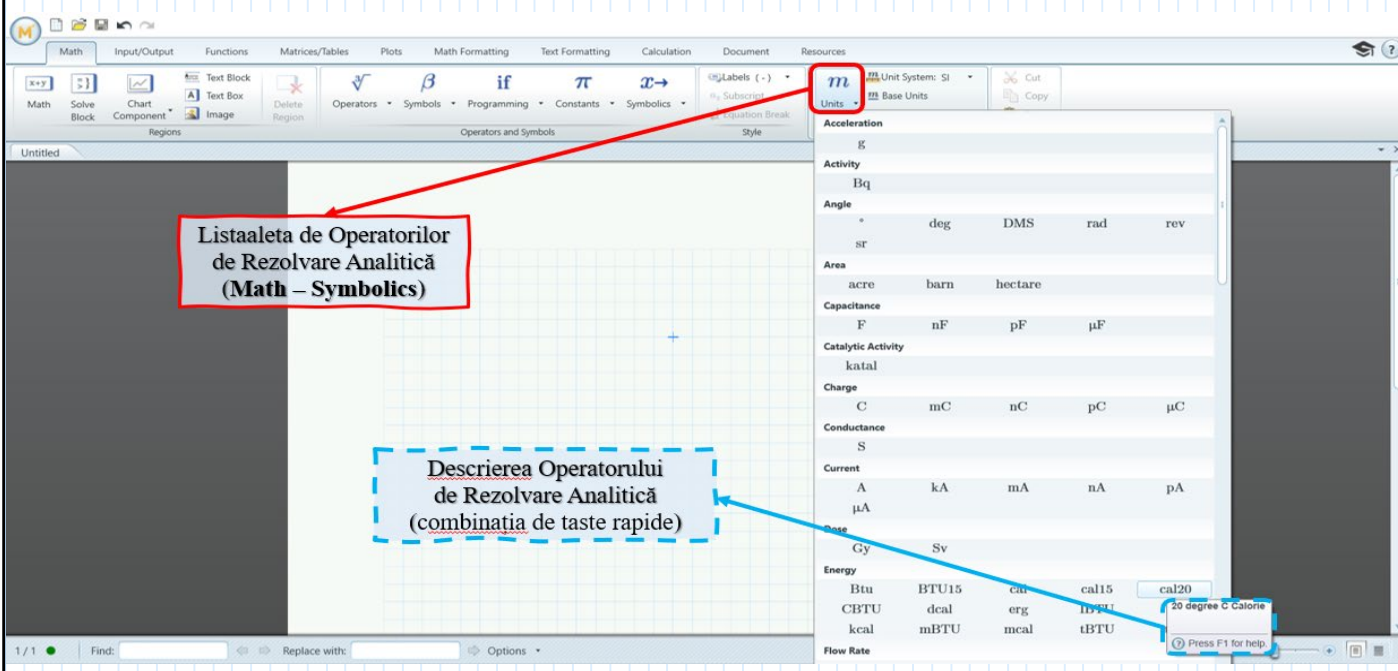 Math Input/Output Functions Matrices/Tables Plots Math Formatting Text Formatting Calculation Document Resources
Math
Solve Block
Chart Component
Text Block
Text Box
Image
Regions
Delete Region
Operators Symbols Programming Constants Symbolics
Operators and Symbols
Labels ( - )
Subscript
Equation Break
Style
Units
Unit System: SI
Base Units
Cut
Copy
Untitled
Listaaleta de Operatorilor
de Rezolvare Analitică
(Math – Symbolics)
Descrierea Operatorului
de Rezolvare Analitică
(combinația de taste rapide)
Acceleration
g
Activity
Bq
Angle
° deg DMS rad rev
sr
Area
acre barn hectare
Capacitance
F nF pF µF
Catalytic Activity
katal
Charge
C mC nC pC µC
Conductance
S
Current
A kA mA nA pA
µA
Dose
Gy Sv
Energy
Btu BTU15 cal cal15 cal20
CBTU dcal erg
kcal mBTU mcal tBTU
20 degree C Calorie
Press F1 for help.
Flow Rate
1 / 1 Find: Replace with: Options